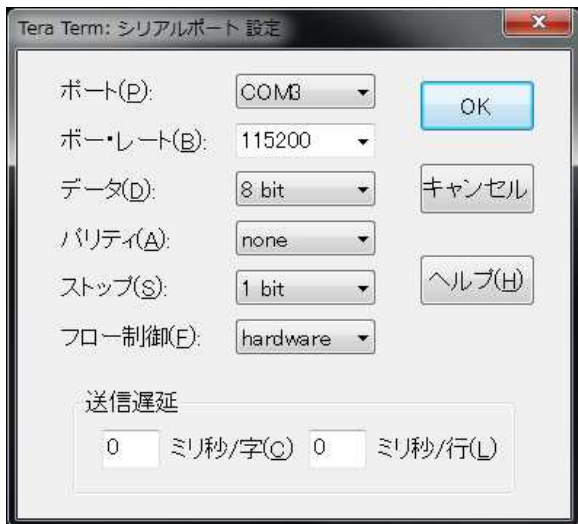 Tera Term: シリアルポート 設定
ポート(P): COM3
OK
ボー・レート(B): 115200
データ(D): 8 bit
キャンセル
パリティ(A): none
ストップ(S): 1 bit
ヘルプ(H)
フロー制御(F): hardware
送信遅延
0 ミリ秒/字(C) 0 ミリ秒/行(L)